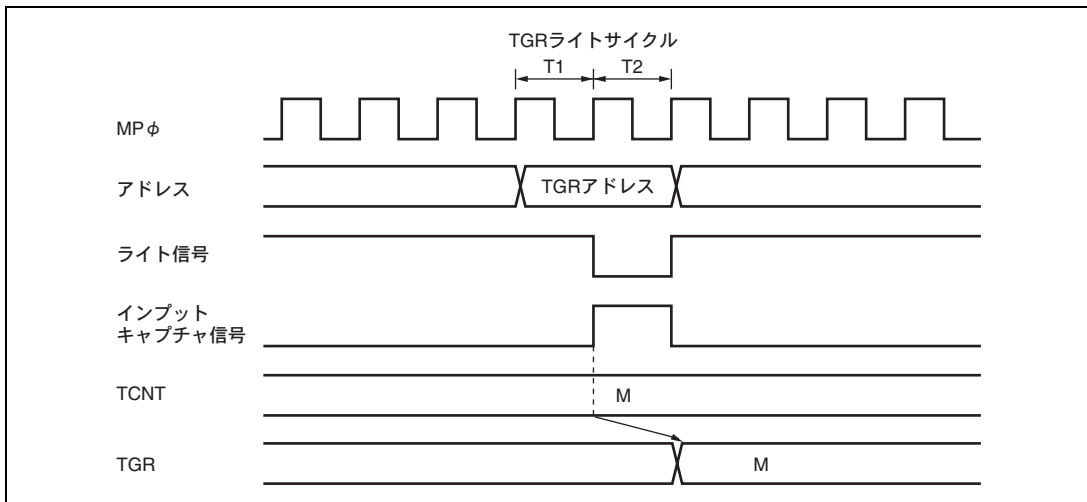 TGRライトサイクル
T1 T2
MPφ
アドレス
TGRアドレス
ライト信号
インプット
キャプチャ信号
TCNT
M
TGR
M